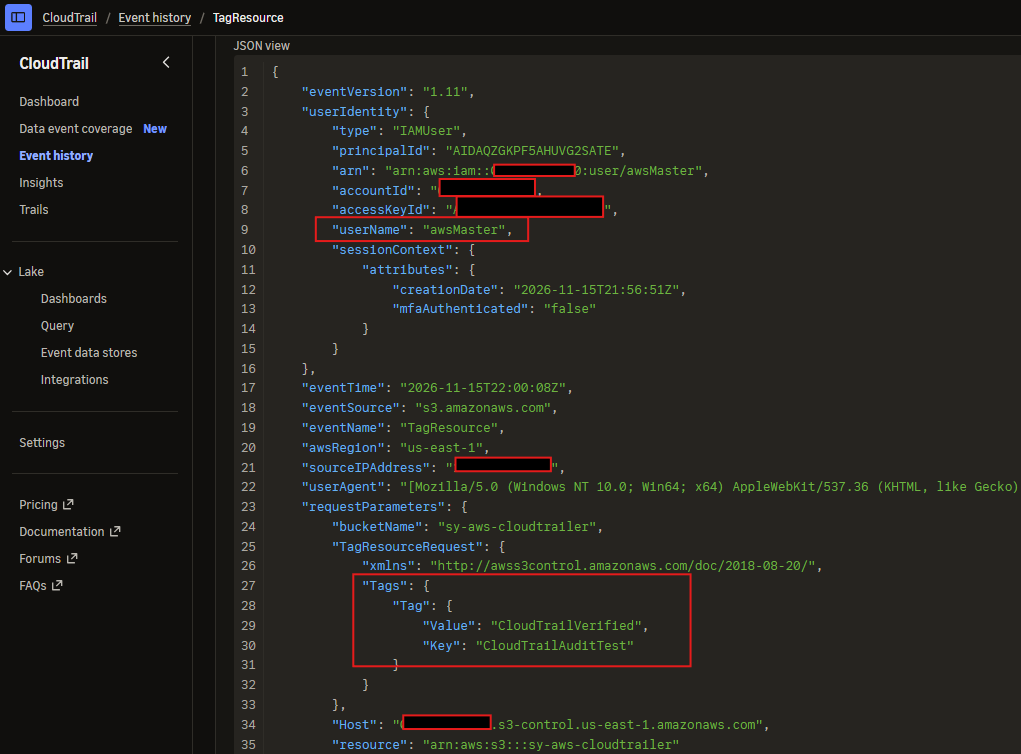 CloudTrail / Event history / TagResource
CloudTrail
Dashboard
Data event coverage New
Event history
Insights
Trails
Lake
Dashboards
Query
Event data stores
Integrations
Settings
Pricing
Documentation
Forums
FAQs
JSON view
1 {
2 "eventVersion": "1.11",
3 "userIdentity": {
4 "type": "IAMUser",
5 "principalId": "AIDAQZGKPF5AHUVG2SATE",
6 "arn": "arn:aws:iam::0:user/awsMaster",
7 "accountId": ",
8 "accessKeyId": "",
9 "userName": "awsMaster",
10 "sessionContext": {
11 "attributes": {
12 "creationDate": "2026-11-15T21:56:51Z",
13 "mfaAuthenticated": "false"
14 }
15 }
16 },
17 "eventTime": "2026-11-15T22:00:08Z",
18 "eventSource": "s3.amazonaws.com",
19 "eventName": "TagResource",
20 "awsRegion": "us-east-1",
21 "sourceIPAddress": "",
22 "userAgent": "[Mozilla/5.0 (Windows NT 10.0; Win64; x64) AppleWebKit/537.36 (KHTML, like Gecko)
23 "requestParameters": {
24 "bucketName": "sy-aws-cloudtrailer",
25 "TagResourceRequest": {
26 "xmlns": "http://awss3control.amazonaws.com/doc/2018-08-20/",
27 "Tags": {
28 "Tag": {
29 "Value": "CloudTrailVerified",
30 "Key": "CloudTrailAuditTest"
31 }
32 }
33 },
34 "Host": ".s3-control.us-east-1.amazonaws.com",
35 "resource": "arn:aws:s3:::sy-aws-cloudtrailer"